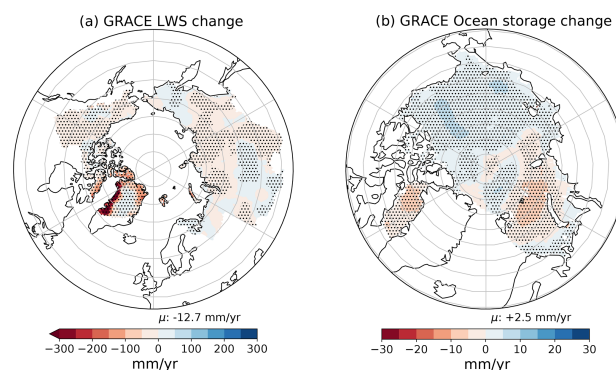 (a) GRACE LWS change
(b) GRACE Ocean storage change
μ: -12.7 mm/yr
μ: +2.5 mm/yr
−300 −200 −100 0 100 200 300
−30 −20 −10 0 10 20 30
mm/yr
mm/yr